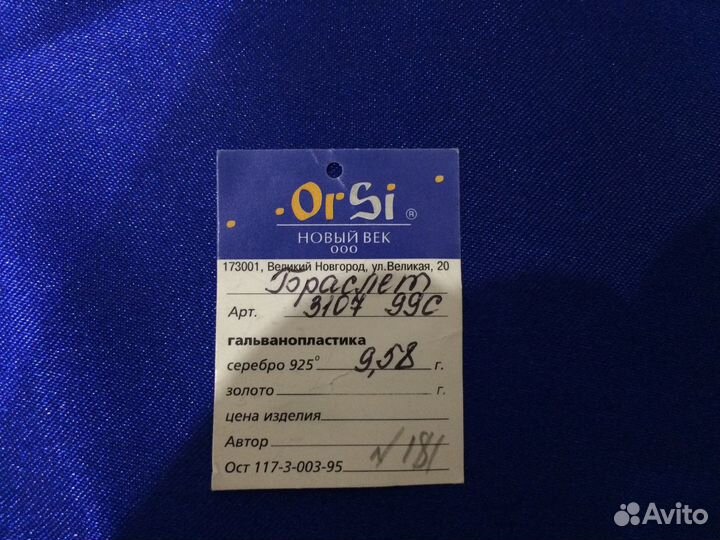 OrSi ®
НОВЫЙ ВЕК
ООО
173001, Великий Новгород, ул.Великая, 20
Браслет
Арт. 3107 99С
гальванопластика
серебро 925° 9,58 г.
золото г.
цена изделия
Автор
Ост 117-3-003-95 N 181
Avito